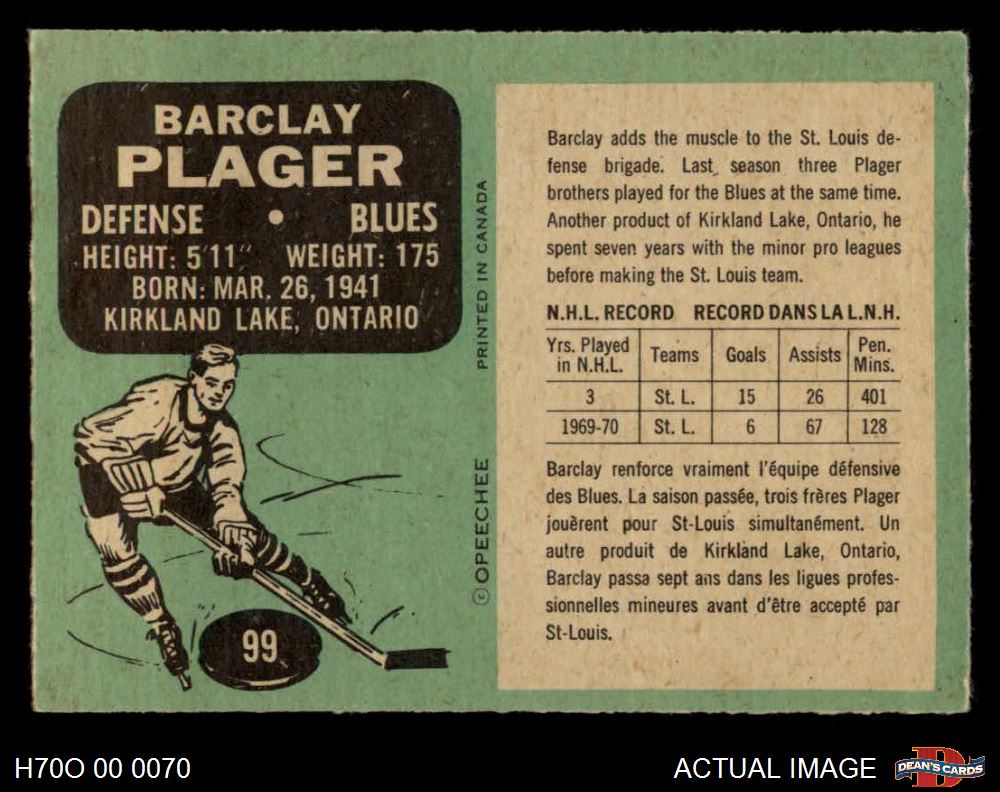 BARCLAY
PLAGER
DEFENSE • BLUES
HEIGHT: 5'11" WEIGHT: 175
BORN: MAR. 26, 1941
KIRKLAND LAKE, ONTARIO
99
© OPEECHEE PRINTED IN CANADA
Barclay adds the muscle to the St. Louis de-
fense brigade. Last season three Plager
brothers played for the Blues at the same time.
Another product of Kirkland Lake, Ontario, he
spent seven years with the minor pro leagues
before making the St. Louis team.
N.H.L. RECORD RECORD DANS LA L.N.H.
Yrs. Played in N.H.L. Teams Goals Assists Pen. Mins.
3 St. L. 15 26 401
1969-70 St. L. 6 67 128
Barclay renforce vraiment l'équipe défensive
des Blues. La saison passée, trois frères Plager
jouèrent pour St-Louis simultanément. Un
autre produit de Kirkland Lake, Ontario,
Barclay passa sept ans dans les ligues profes-
sionnelles mineures avant d'être accepté par
St-Louis.
H70O 00 0070
ACTUAL IMAGE
DEAN'S CARDS